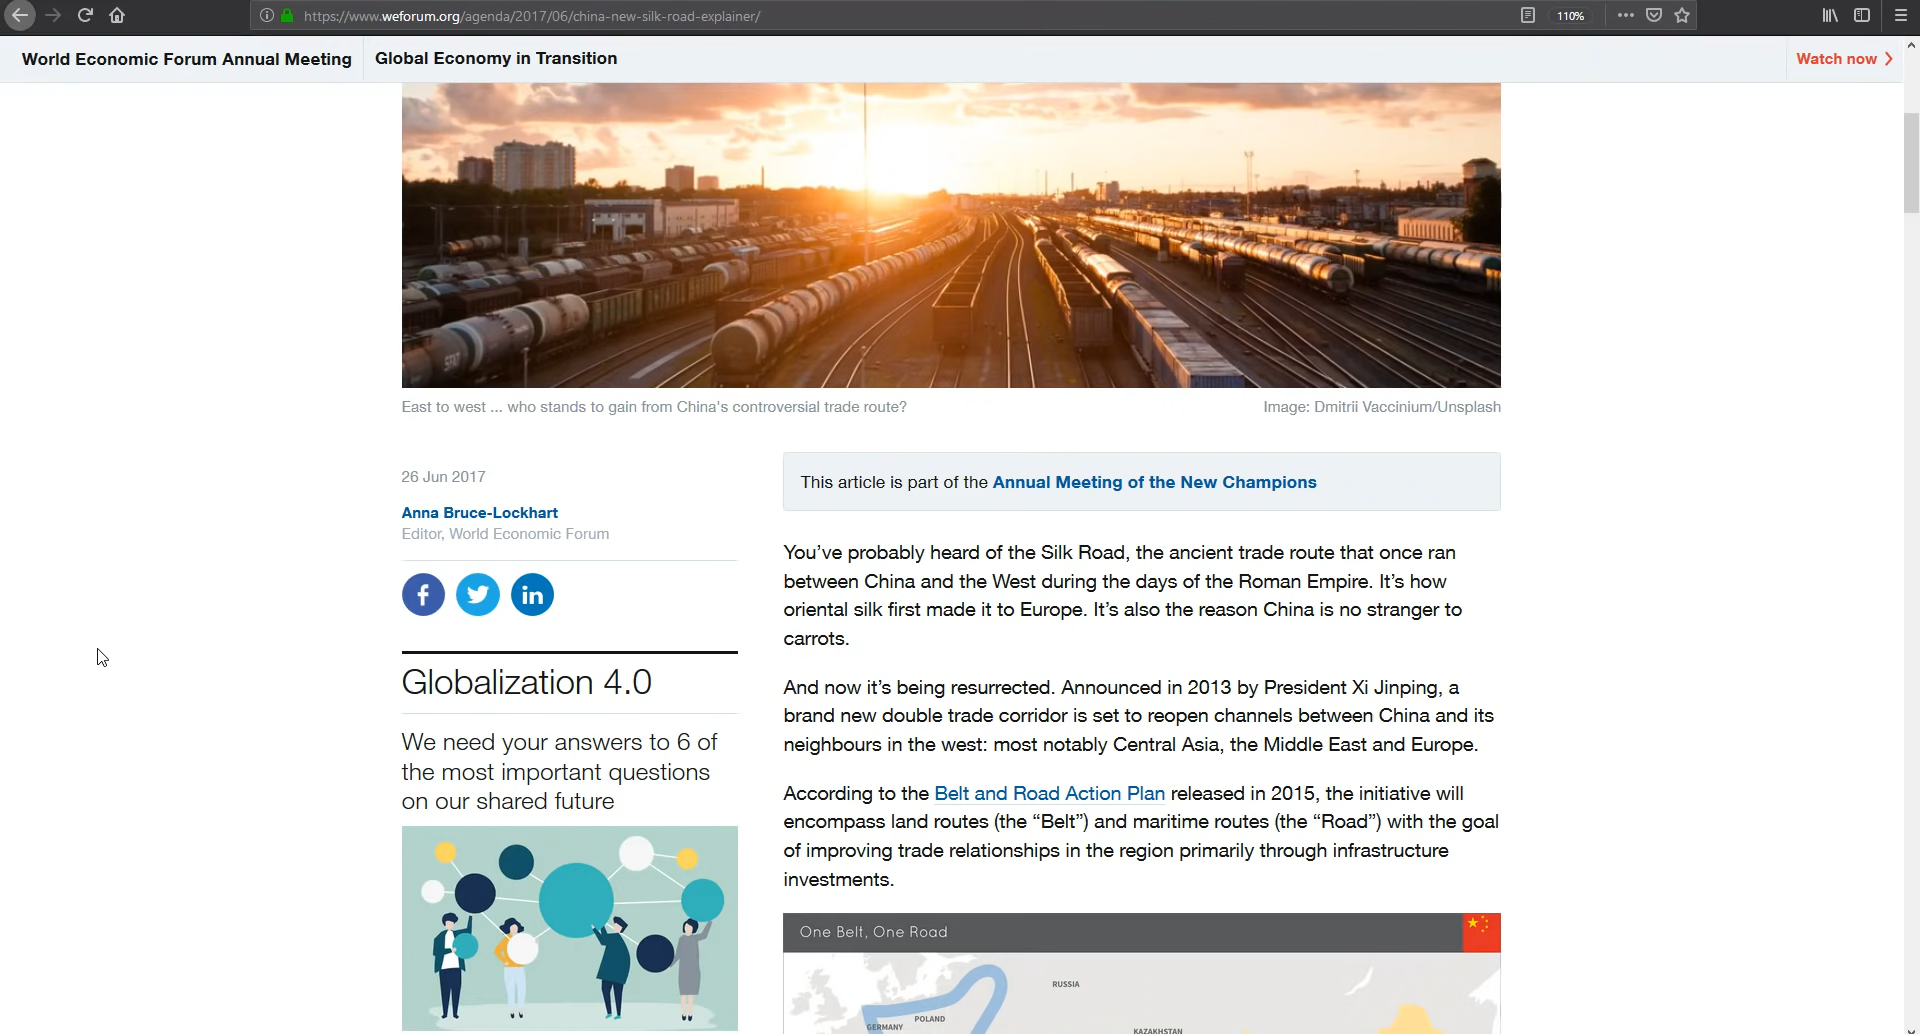 https://www.weforum.org/agenda/2017/06/china-new-silk-road-explainer/
110%
World Economic Forum Annual Meeting
Global Economy in Transition
Watch now
East to west ... who stands to gain from China's controversial trade route?
Image: Dmitrii Vaccinium/Unsplash
26 Jun 2017
Anna Bruce-Lockhart
Editor, World Economic Forum
Globalization 4.0
We need your answers to 6 of
the most important questions
on our shared future
This article is part of the Annual Meeting of the New Champions
You’ve probably heard of the Silk Road, the ancient trade route that once ran
between China and the West during the days of the Roman Empire. It’s how
oriental silk first made it to Europe. It’s also the reason China is no stranger to
carrots.
And now it’s being resurrected. Announced in 2013 by President Xi Jinping, a
brand new double trade corridor is set to reopen channels between China and its
neighbours in the west: most notably Central Asia, the Middle East and Europe.
According to the Belt and Road Action Plan released in 2015, the initiative will
encompass land routes (the “Belt”) and maritime routes (the “Road”) with the goal
of improving trade relationships in the region primarily through infrastructure
investments.
One Belt, One Road
RUSSIA
POLAND
GERMANY
KAZAKHSTAN